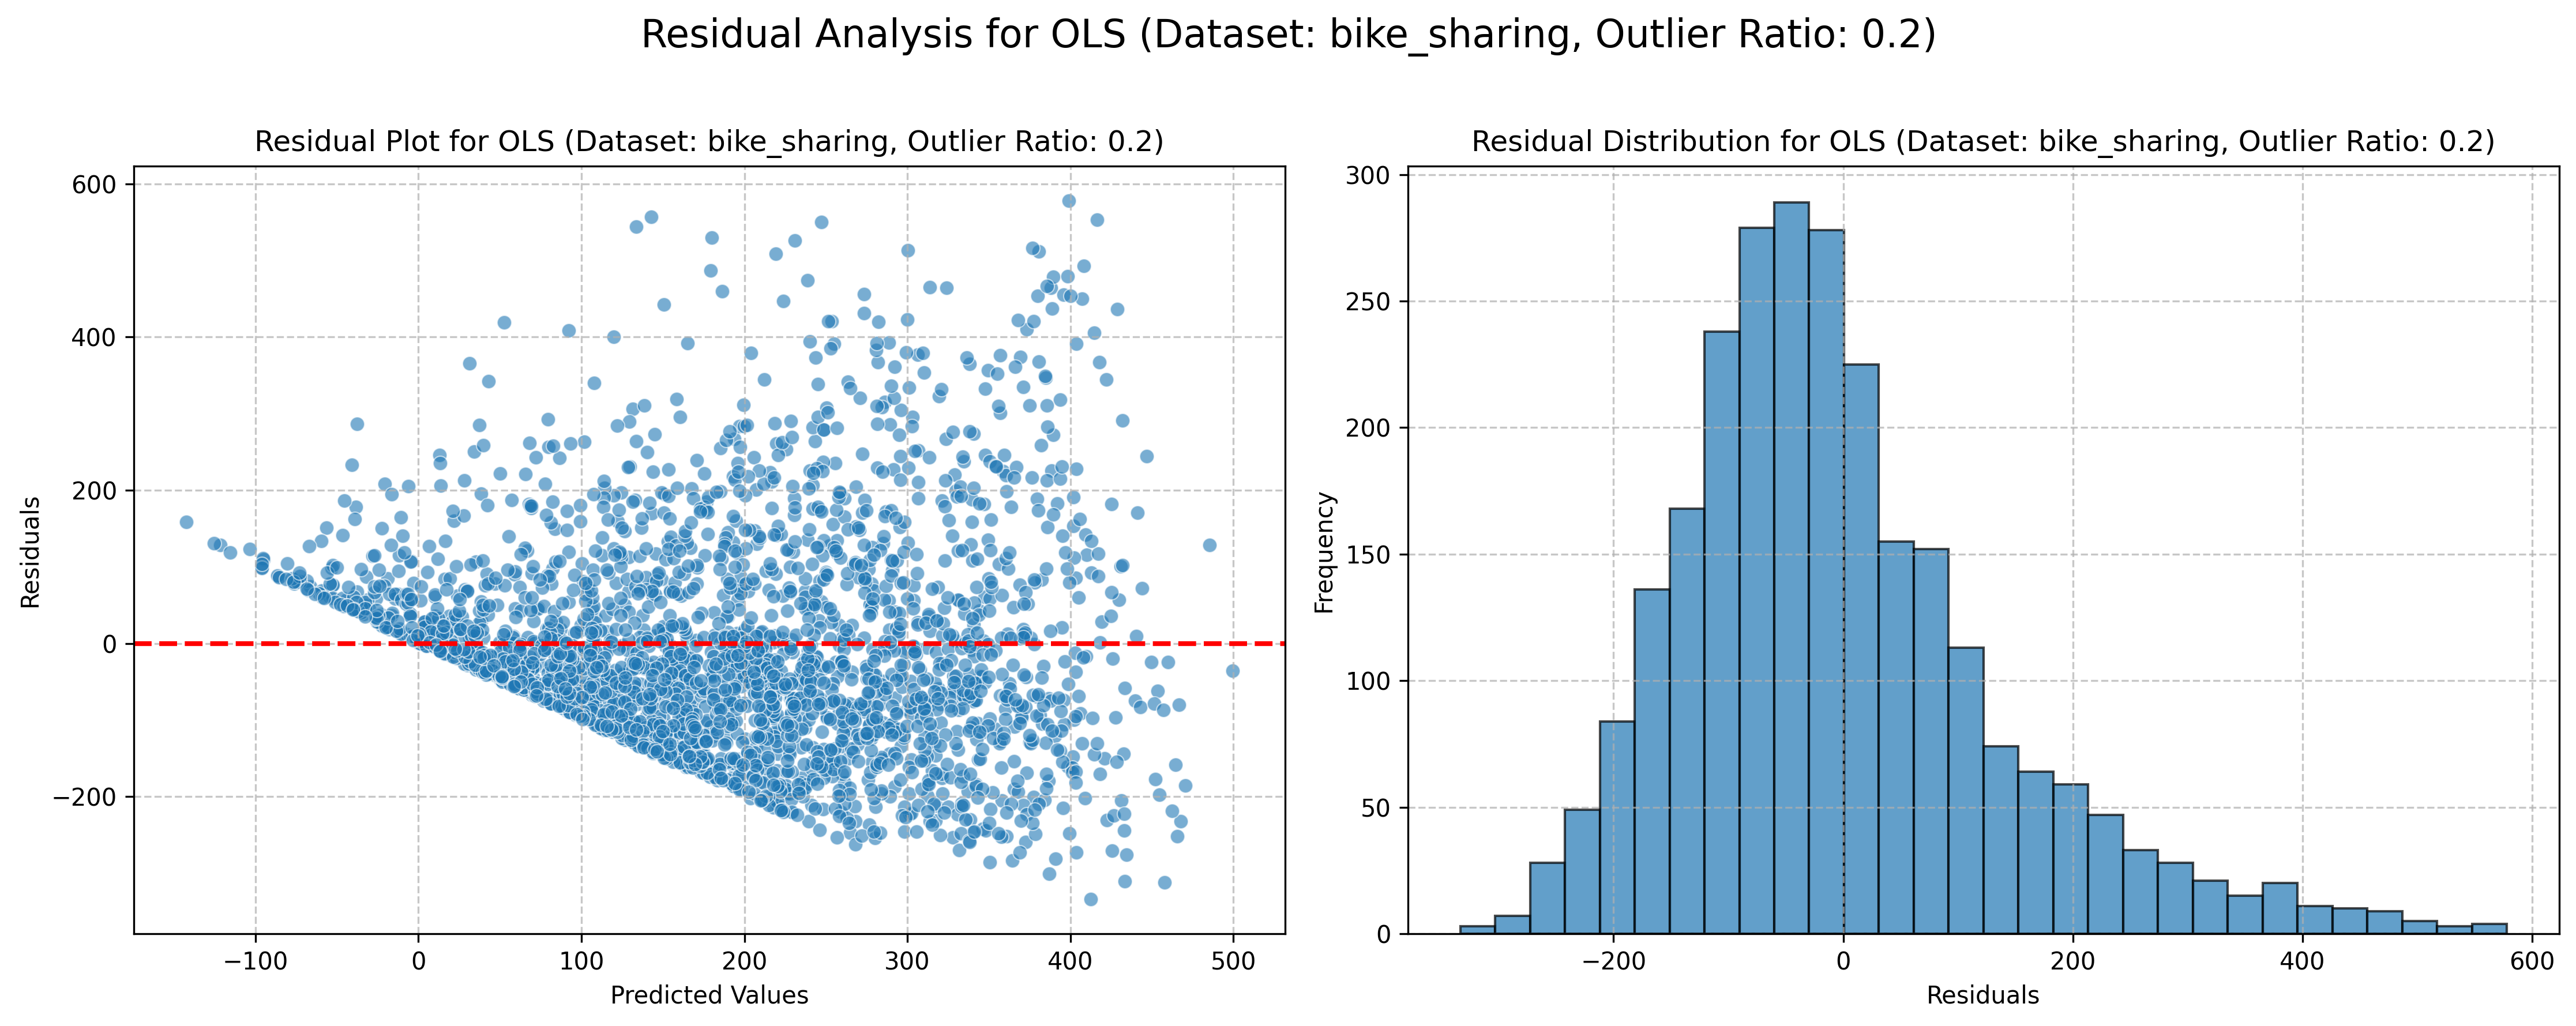 Residual Analysis for OLS (Dataset: bike_sharing, Outlier Ratio: 0.2)
Residual Plot for OLS (Dataset: bike_sharing, Outlier Ratio: 0.2)
600
400
200
0
−200
Residuals
−100 0 100 200 300 400 500
Predicted Values
Residual Distribution for OLS (Dataset: bike_sharing, Outlier Ratio: 0.2)
300
250
200
150
100
50
0
Frequency
−200 0 200 400 600
Residuals